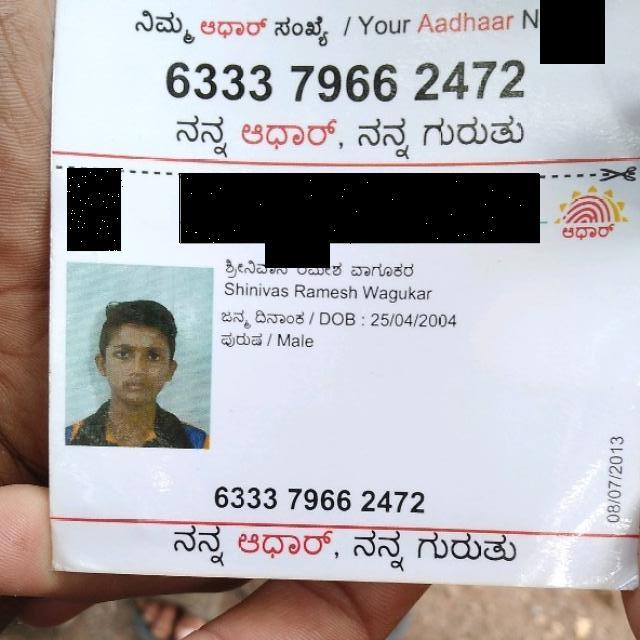 ನಿಮ್ಮ ಆಧಾರ್ ಸಂಖ್ಯೆ / Your Aadhaar N
6333 7966 2472
ನನ್ನ ಆಧಾರ್, ನನ್ನ ಗುರುತು
ಆಧಾರ್
ಶ್ರೀನಿವಾಸ ರಮೇಶ ವಾಗೂಕರ
Shinivas Ramesh Wagukar
ಜನ್ಮ ದಿನಾಂಕ / DOB : 25/04/2004
ಪುರುಷ / Male
08/07/2013
6333 7966 2472
ನನ್ನ ಆಧಾರ್, ನನ್ನ ಗುರುತು